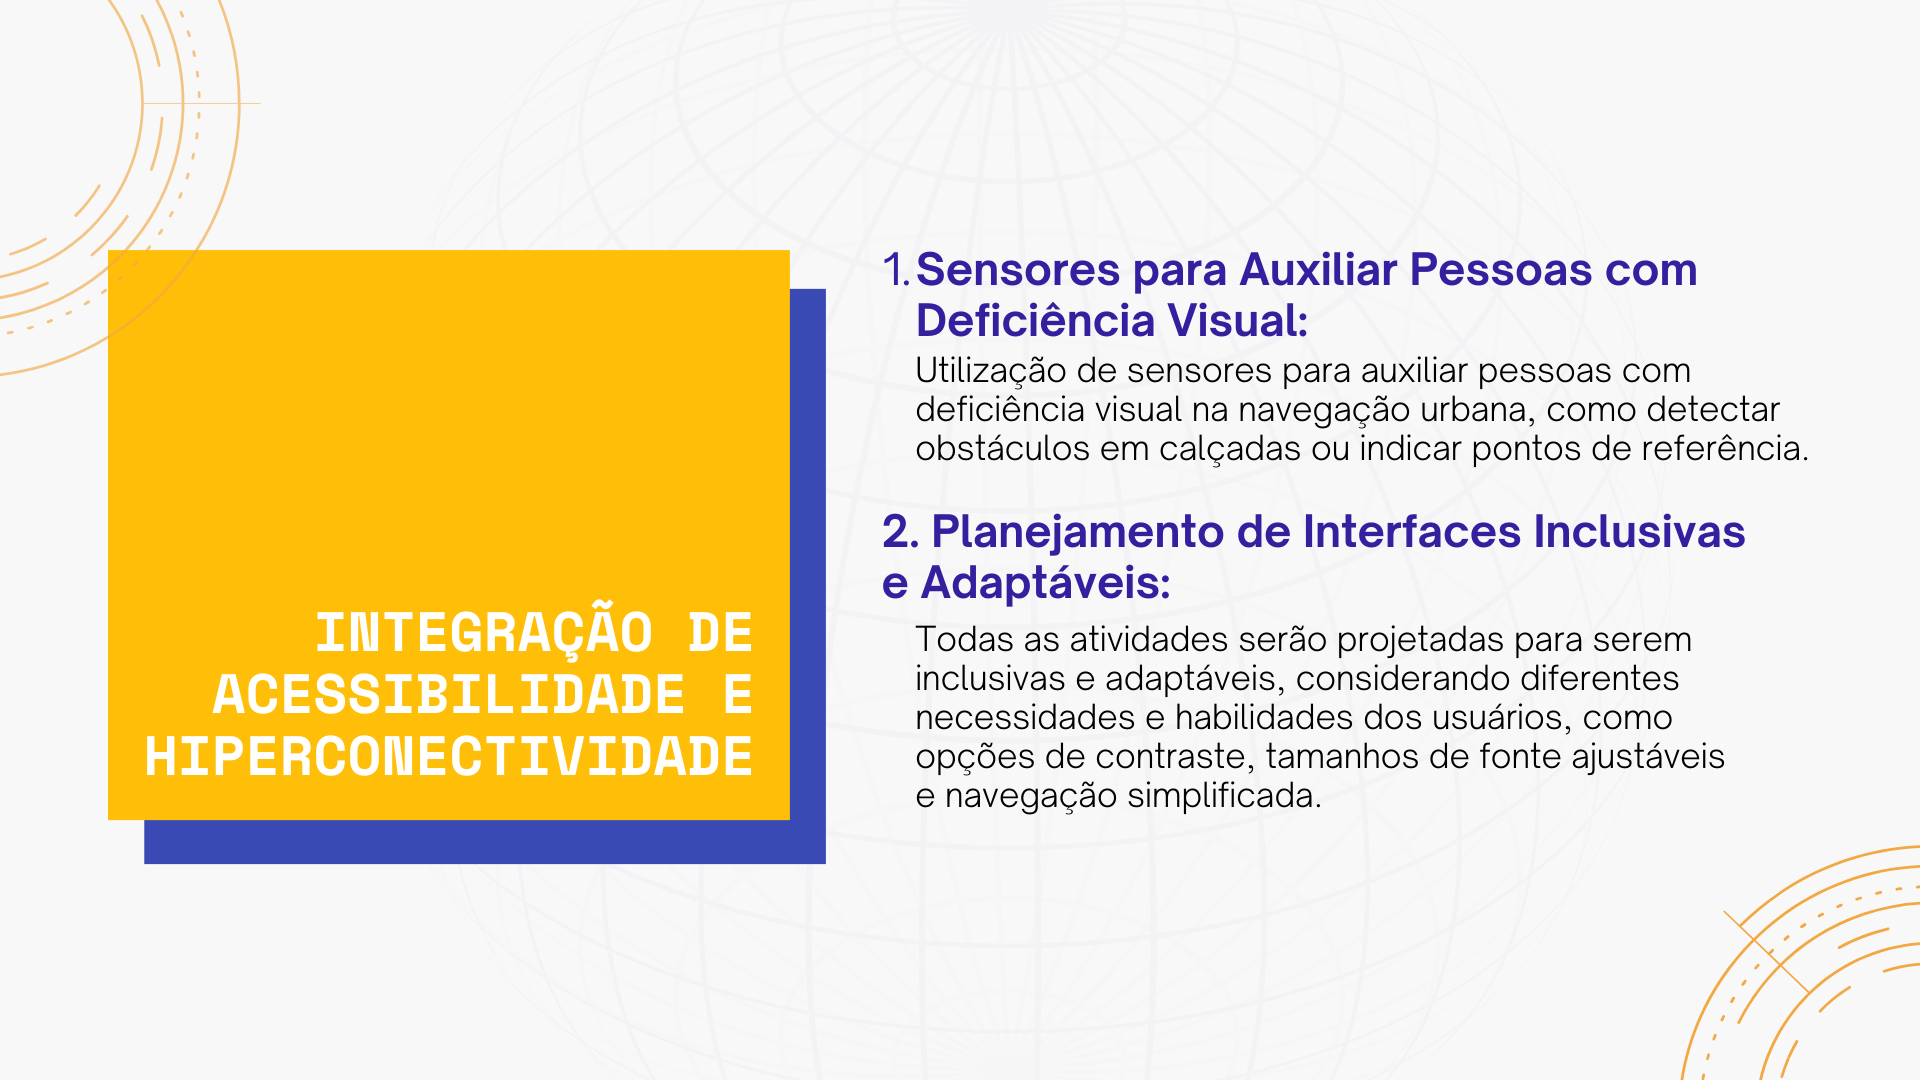 INTEGRAÇÃO DE
ACESSIBILIDADE E
HIPERCONECTIVIDADE
1. Sensores para Auxiliar Pessoas com
Deficiência Visual:
Utilização de sensores para auxiliar pessoas com
deficiência visual na navegação urbana, como detectar
obstáculos em calçadas ou indicar pontos de referência.
2. Planejamento de Interfaces Inclusivas
e Adaptáveis:
Todas as atividades serão projetadas para serem
inclusivas e adaptáveis, considerando diferentes
necessidades e habilidades dos usuários, como
opções de contraste, tamanhos de fonte ajustáveis
e navegação simplificada.